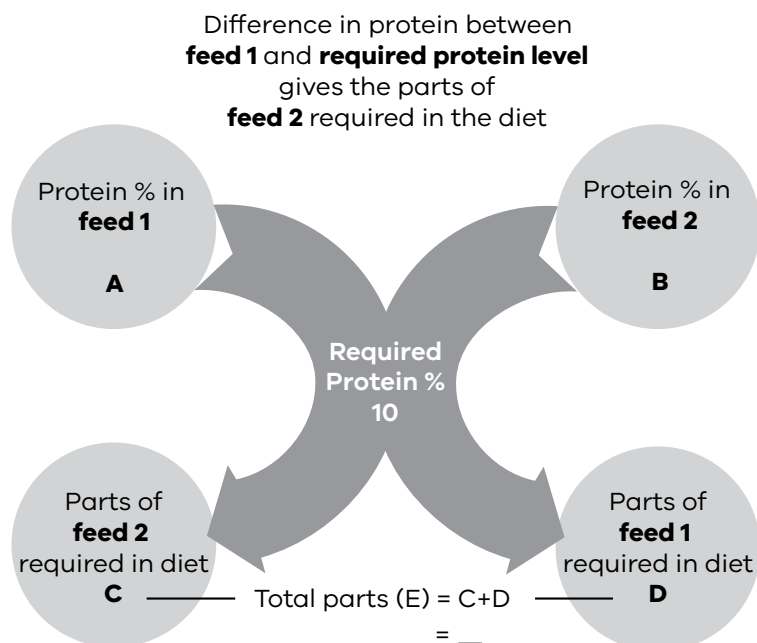 Difference in protein between
feed 1 and required protein level
gives the parts of
feed 2 required in the diet
Protein % in
feed 1
A
Protein % in
feed 2
B
Required
Protein %
10
Parts of
feed 2
required in diet
C
Parts of
feed 1
required in diet
D
Total parts (E) = C+D
= __